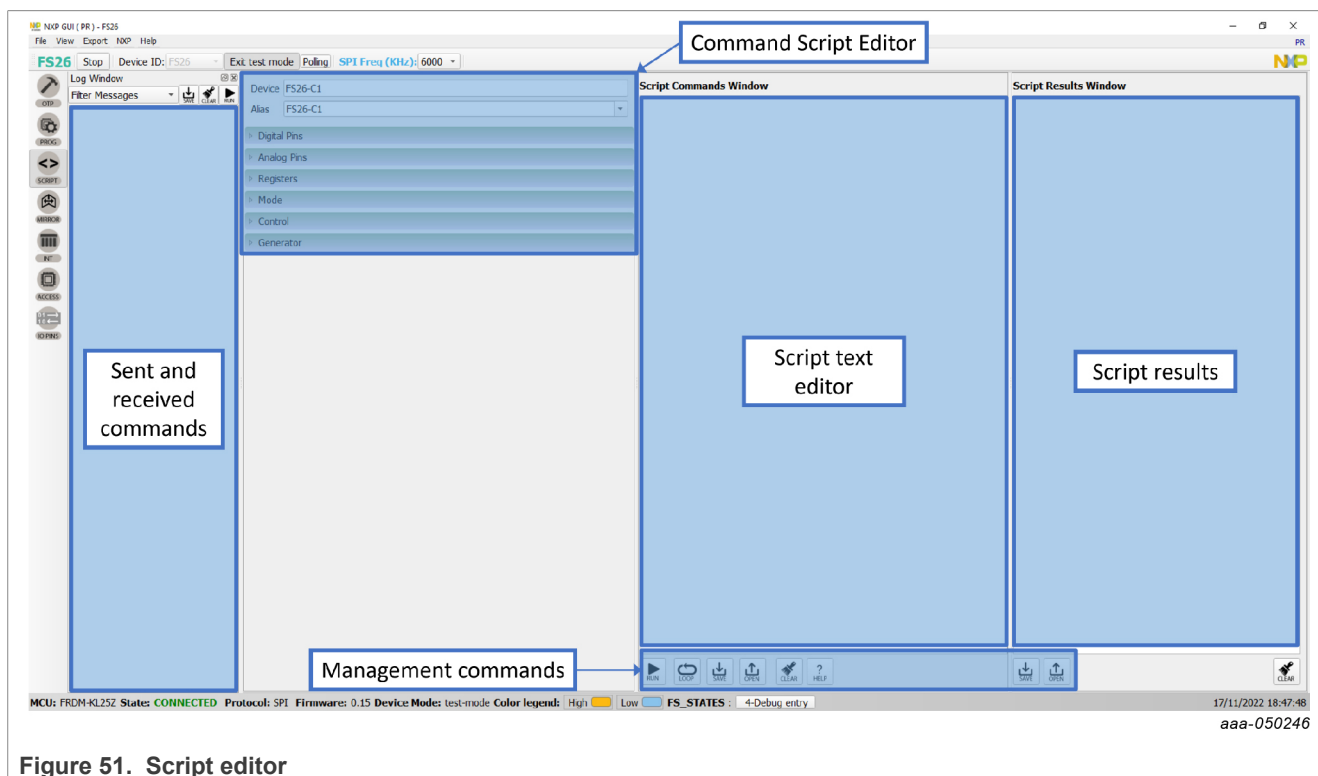 NXP GUI ( PR ) - FS26
File View Export NXP Help
PR
FS26 Stop Device ID: FS26 Exit test mode Polling SPI Freq (KHz): 6000
NXP
Command Script Editor
Log Window
Filter Messages
SAVE CLEAR RUN
OTP
PROG
SCRIPT
MIRROR
INT
ACCESS
IO PINS
Sent and
received
commands
Device FS26-C1
Alias FS26-C1
Digital Pins
Analog Pins
Registers
Mode
Control
Generator
Script Commands Window
Script text
editor
Script Results Window
Script results
Management commands
RUN LOOP SAVE OPEN CLEAR ? HELP
SAVE OPEN
CLEAR
MCU: FRDM-KL25Z State: CONNECTED Protocol: SPI Firmware: 0.15 Device Mode: test-mode Color legend: High Low FS_STATES : 4-Debug entry 17/11/2022 18:47:48
aaa-050246
Figure 51. Script editor